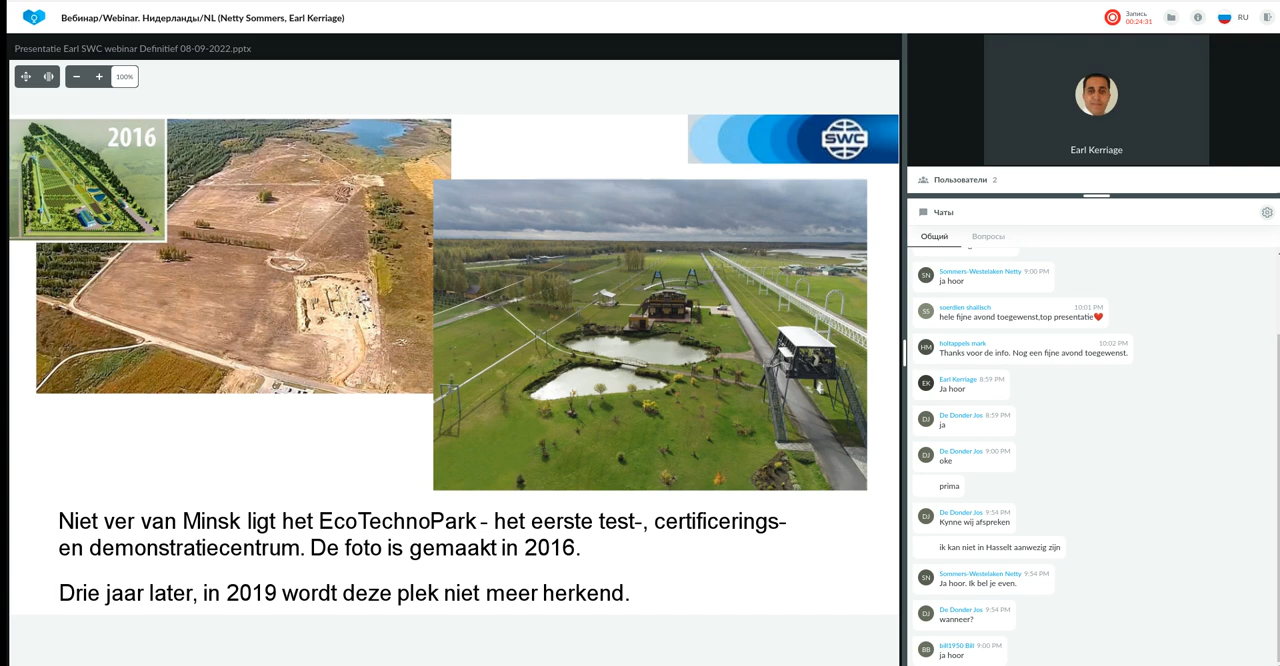 Вебинар/Webinar. Нидерланды/NL (Netty Sommers, Earl Kerriage)
Запись
00:24:31
RU
Presentatie Earl SWC webinar Definitief 08-09-2022.pptx
100%
2016
SWC
Niet ver van Minsk ligt het EcoTechnoPark - het eerste test-, certificerings-
en demonstratiecentrum. De foto is gemaakt in 2016.
Drie jaar later, in 2019 wordt deze plek niet meer herkend.
Earl Kerriage
Пользователи 2
Чаты
Общий Вопросы
SN
Sommers-Westelaken Netty 9:00 PM
ja hoor
SS
soerdien shallisch 10:01 PM
hele fijne avond toegewenst,top presentatie❤️
HM
holtappels mark 10:02 PM
Thanks voor de info. Nog een fijne avond toegewenst.
EK
Earl Kerriage 8:59 PM
Ja hoor
DJ
De Donder Jos 8:59 PM
ja
DJ
De Donder Jos 9:00 PM
oke
prima
DJ
De Donder Jos 9:54 PM
Kynne wij afspreken
ik kan niet in Hasselt aanwezig zijn
SN
Sommers-Westelaken Netty 9:54 PM
Ja hoor. Ik bel je even.
DJ
De Donder Jos 9:54 PM
wanneer?
BB
bill1950 Bill 9:00 PM
ja hoor